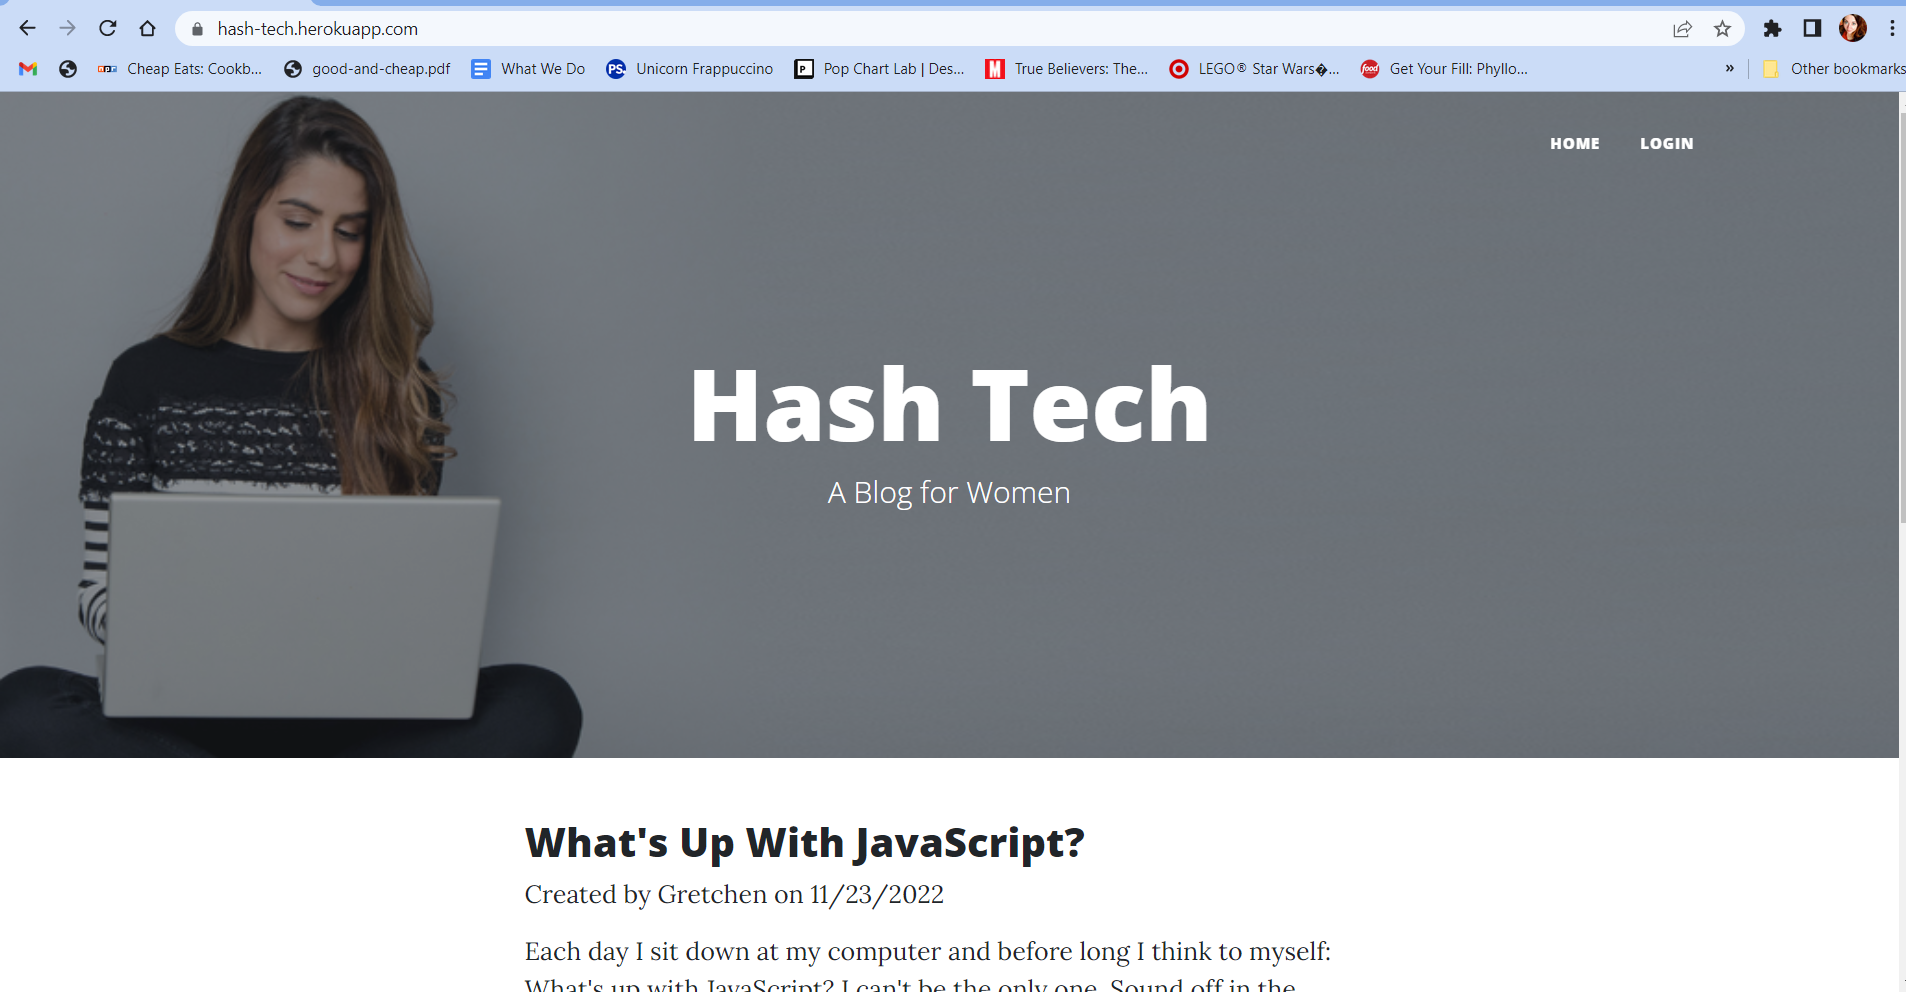 hash-tech.herokuapp.com
npr Cheap Eats: Cookb... good-and-cheap.pdf What We Do PS Unicorn Frappuccino P Pop Chart Lab | Des... M True Believers: The... LEGO® Star Wars�... food Get Your Fill: Phyllo... » Other bookmarks
HOME LOGIN
Hash Tech
A Blog for Women
What's Up With JavaScript?
Created by Gretchen on 11/23/2022
Each day I sit down at my computer and before long I think to myself:
What's up with JavaScript? I can't be the only one. Sound off in the